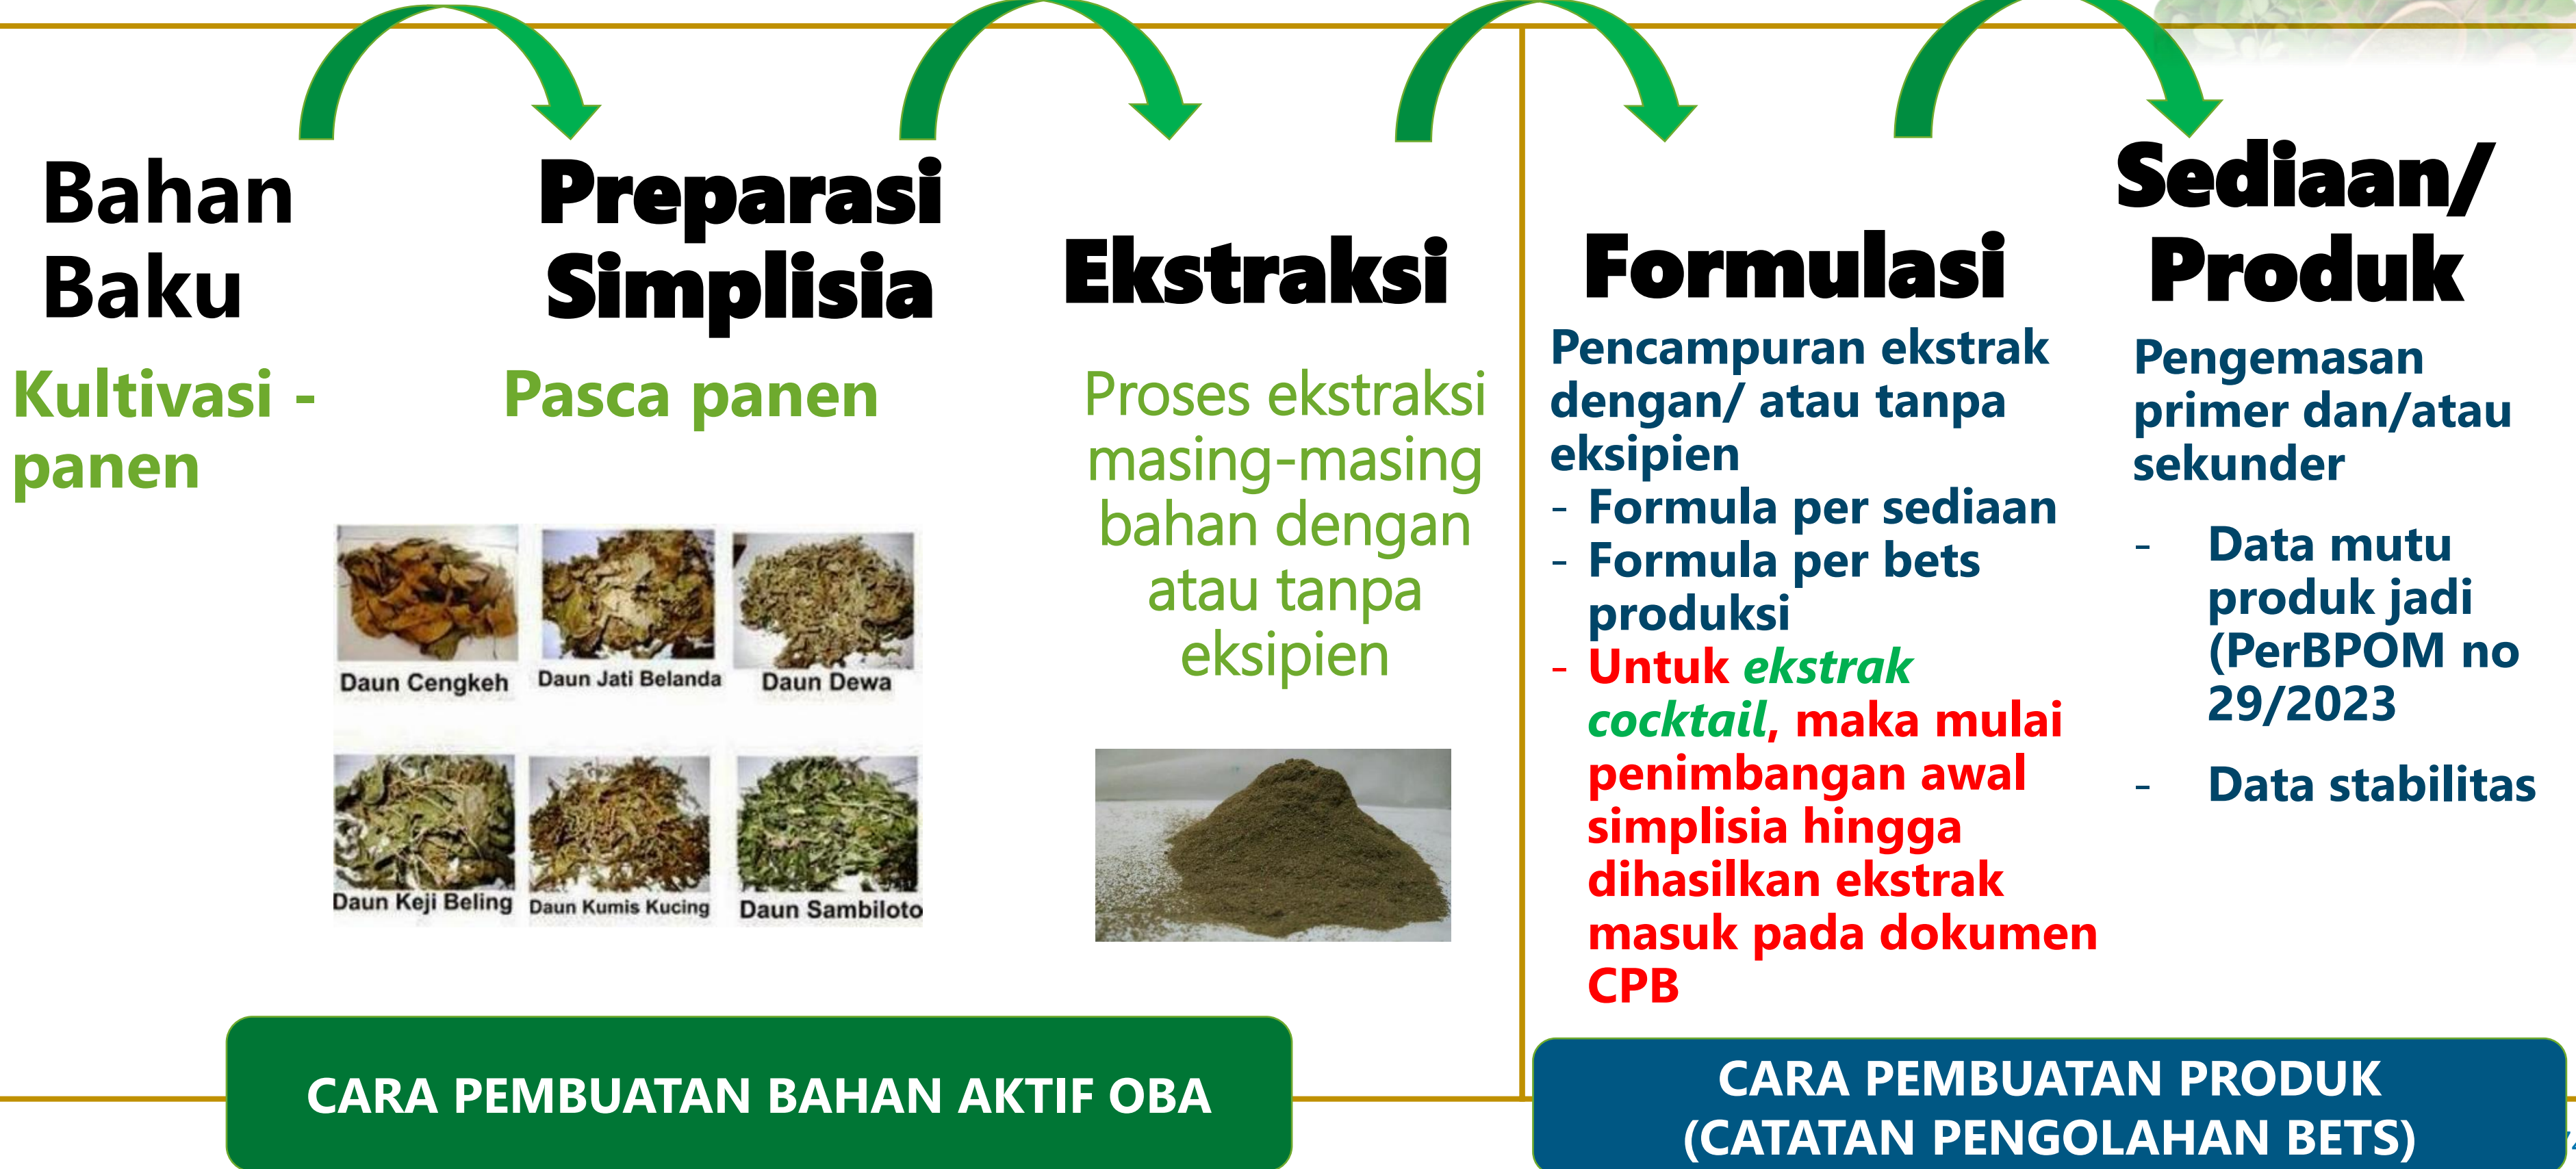 Bahan
Baku
Kultivasi -
panen
Preparasi
Simplisia
Pasca panen
Daun Cengkeh
Daun Jati Belanda
Daun Dewa
Daun Keji Beling
Daun Kumis Kucing
Daun Sambiloto
Ekstraksi
Proses ekstraksi
masing-masing
bahan dengan
atau tanpa
eksipien
CARA PEMBUATAN BAHAN AKTIF OBA
Formulasi
Pencampuran ekstrak
dengan/ atau tanpa
eksipien
- Formula per sediaan
- Formula per bets
produksi
- Untuk ekstrak
cocktail, maka mulai
penimbangan awal
simplisia hingga
dihasilkan ekstrak
masuk pada dokumen
CPB
Sediaan/
Produk
Pengemasan
primer dan/atau
sekunder
- Data mutu
produk jadi
(PerBPOM no
29/2023
- Data stabilitas
CARA PEMBUATAN PRODUK
(CATATAN PENGOLAHAN BETS)